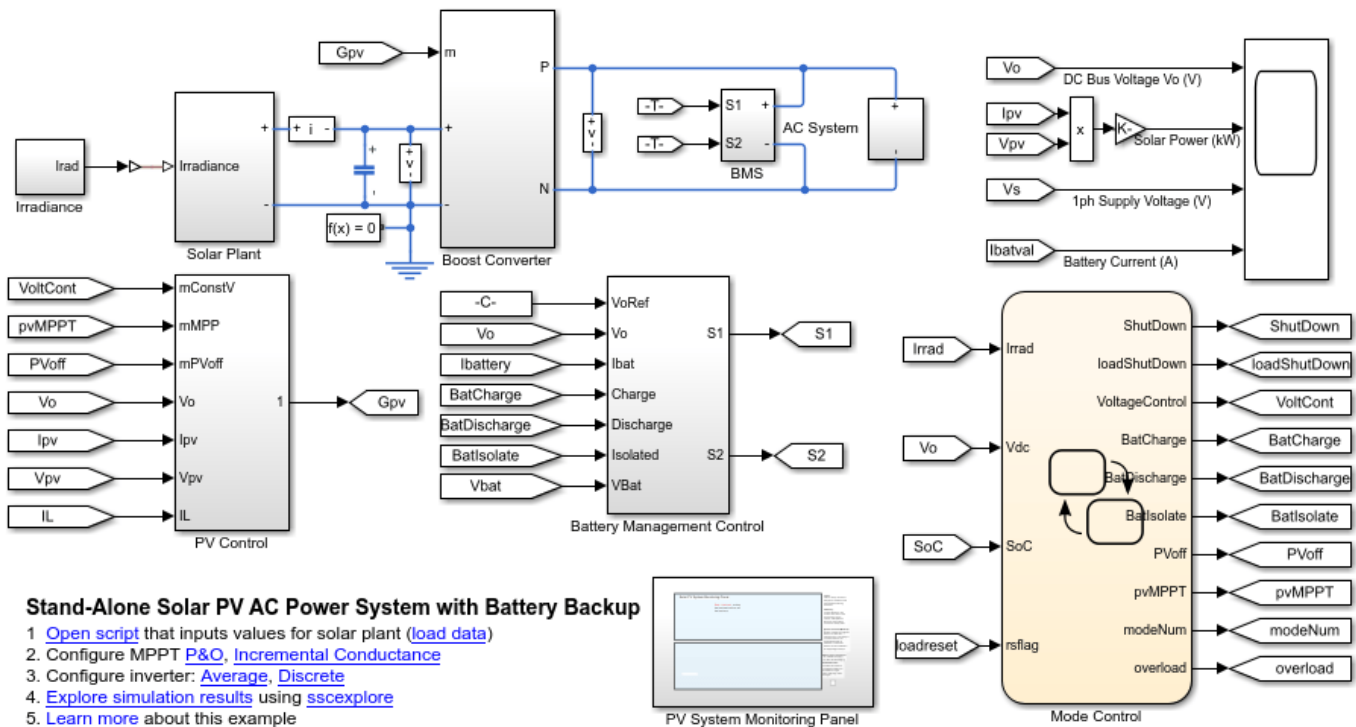 Irad
Irradiance
Irradiance
+
-
Solar Plant
+ i -
+
-
+
v
-
f(x) = 0
Gpv
m
+
-
P
N
Boost Converter
+
v
-
-T-
-T-
S1
S2
+
-
BMS
AC System
+
-
Vo
DC Bus Voltage Vo (V)
Ipv
Vpv
x
K-
Solar Power (kW)
Vs
1ph Supply Voltage (V)
Ibatval
Battery Current (A)
VoltCont
mConstV
pvMPPT
mMPP
PVoff
mPVoff
Vo
Vo
Ipv
Ipv
Vpv
Vpv
IL
IL
1
Gpv
PV Control
-C-
VoRef
Vo
Vo
Ibattery
Ibat
BatCharge
Charge
BatDischarge
Discharge
BatIsolate
Isolated
Vbat
VBat
S1
S1
S2
S2
Battery Management Control
Irrad
Irrad
Vo
Vdc
SoC
SoC
loadreset
rsflag
ShutDown
ShutDown
loadShutDown
loadShutDown
VoltageControl
VoltCont
BatCharge
BatCharge
BatDischarge
BatDischarge
BatIsolate
BatIsolate
PVoff
PVoff
pvMPPT
pvMPPT
modeNum
modeNum
overload
overload
Mode Control
Stand-Alone Solar PV AC Power System with Battery Backup
1 Open script that inputs values for solar plant (load data)
2. Configure MPPT P&O, Incremental Conductance
3. Configure inverter: Average, Discrete
4. Explore simulation results using sscexplore
5. Learn more about this example
PV System Monitoring Panel